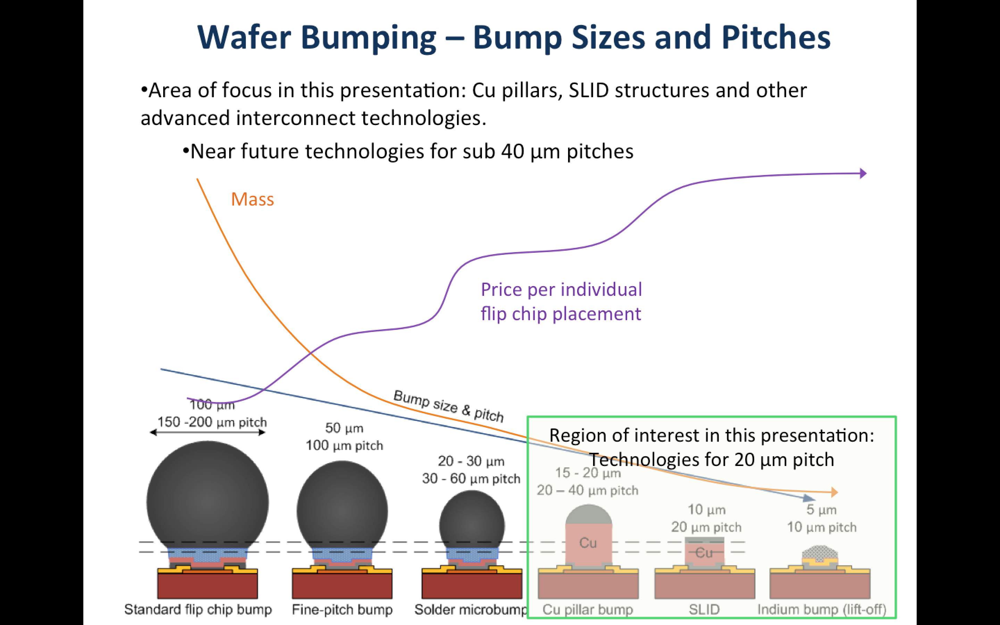 Wafer Bumping – Bump Sizes and Pitches
•Area of focus in this presentation: Cu pillars, SLID structures and other
advanced interconnect technologies.
•Near future technologies for sub 40 µm pitches
Mass
Price per individual
flip chip placement
Bump size & pitch
100 µm
150 -200 µm pitch
50 µm
100 µm pitch
20 - 30 µm
30 - 60 µm pitch
Region of interest in this presentation:
Technologies for 20 µm pitch
15 - 20 µm
20 – 40 µm pitch
10 µm
20 µm pitch
5 µm
10 µm pitch
Cu
Cu
Standard flip chip bump
Fine-pitch bump
Solder microbump
Cu pillar bump
SLID
Indium bump (lift-off)